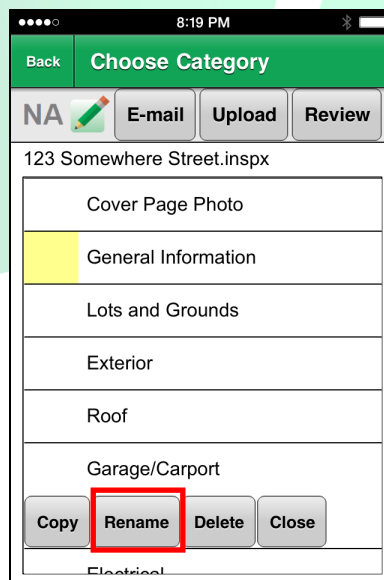 8:19 PM
Back Choose Category
NA E-mail Upload Review
123 Somewhere Street.inspx
Cover Page Photo
General Information
Lots and Grounds
Exterior
Roof
Garage/Carport
Copy Rename Delete Close
Electrical